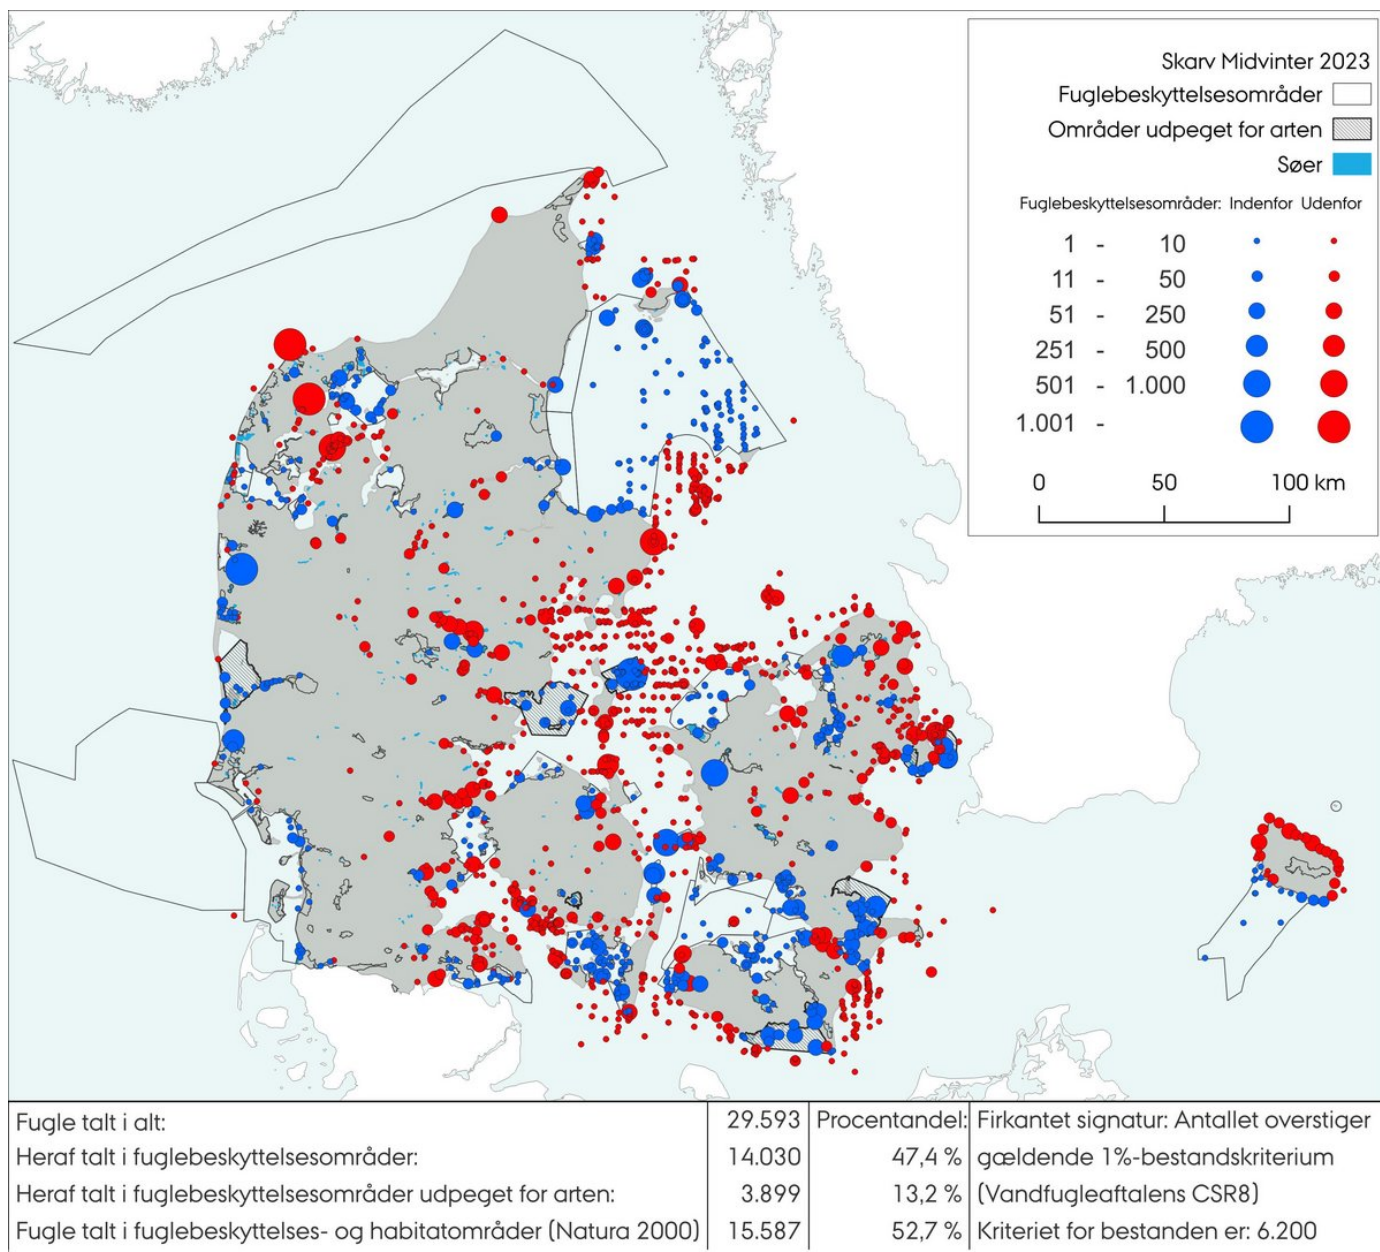 Skarv Midvinter 2023
Fuglebeskyttelsesområder
Områder udpeget for arten
Søer
Fuglebeskyttelsesområder: Indenfor Udenfor
1 - 10
11 - 50
51 - 250
251 - 500
501 - 1.000
1.001 -
0 50 100 km
Fugle talt i alt: 29.593 Procentandel: Firkantet signatur: Antallet overstiger
Heraf talt i fuglebeskyttelsesområder: 14.030 47,4 % gældende 1%-bestandskriterium
Heraf talt i fuglebeskyttelsesområder udpeget for arten: 3.899 13,2 % (Vandfugleaftalens CSR8)
Fugle talt i fuglebeskyttelses- og habitatområder (Natura 2000) 15.587 52,7 % Kriteriet for bestanden er: 6.200